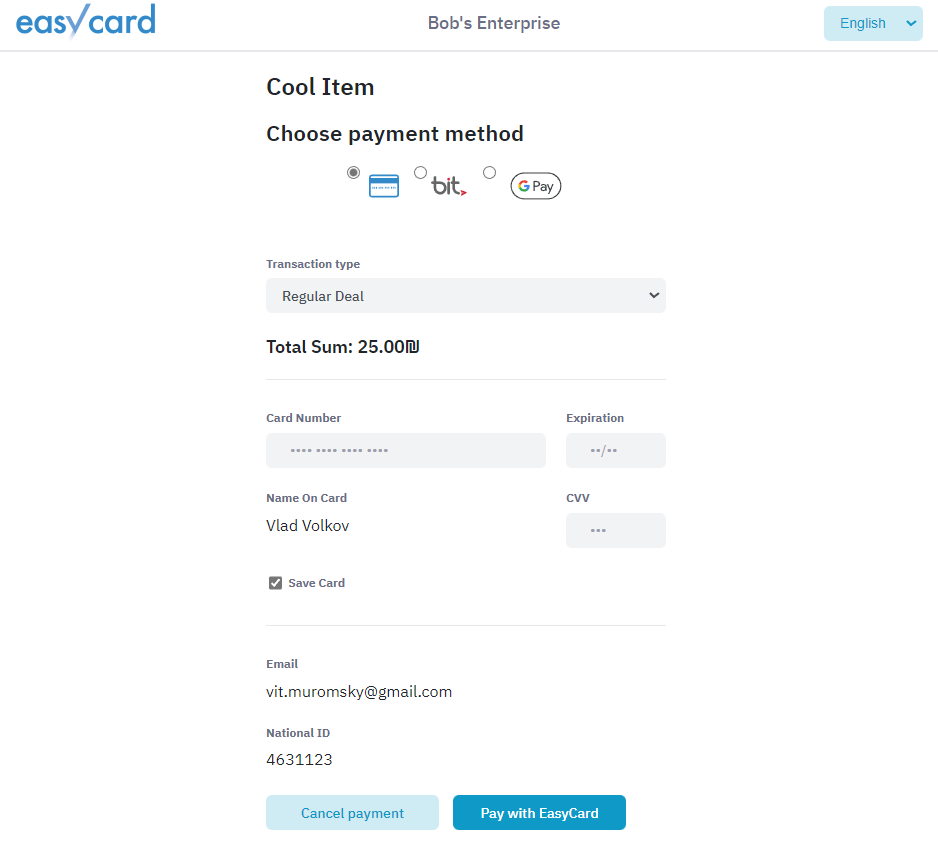 easycard
Bob's Enterprise
English
Cool Item
Choose payment method
bit
G Pay
Transaction type
Regular Deal
Total Sum: 25.00₪
Card Number
Expiration
•••• •••• •••• ••••
••/••
Name On Card
CVV
Vlad Volkov
•••
Save Card
Email
vit.muromsky@gmail.com
National ID
4631123
Cancel payment
Pay with EasyCard